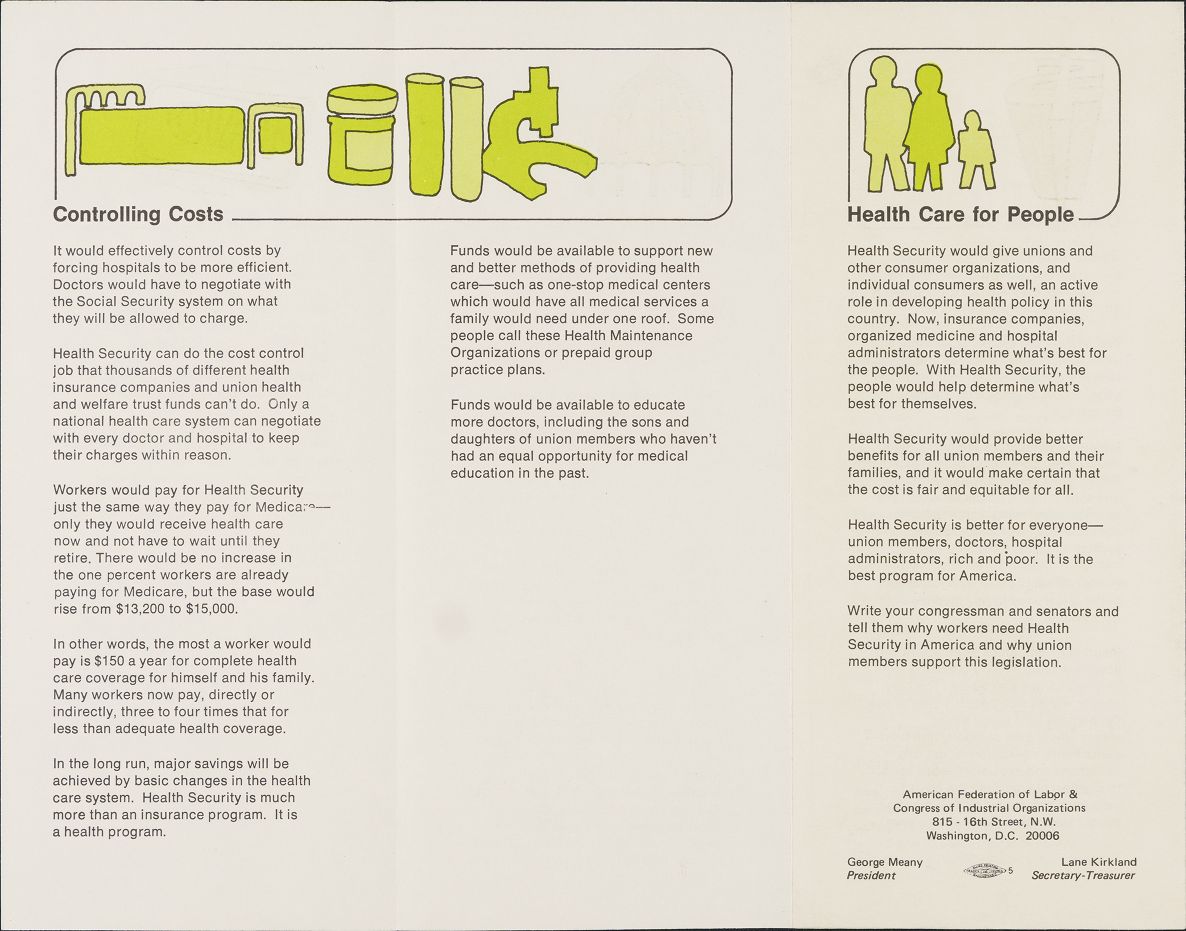 Controlling Costs
It would effectively control costs by
forcing hospitals to be more efficient.
Doctors would have to negotiate with
the Social Security system on what
they will be allowed to charge.
Health Security can do the cost control
job that thousands of different health
insurance companies and union health
and welfare trust funds can't do. Only a
national health care system can negotiate
with every doctor and hospital to keep
their charges within reason.
Workers would pay for Health Security
just the same way they pay for Medicare—
only they would receive health care
now and not have to wait until they
retire. There would be no increase in
the one percent workers are already
paying for Medicare, but the base would
rise from $13,200 to $15,000.
In other words, the most a worker would
pay is $150 a year for complete health
care coverage for himself and his family.
Many workers now pay, directly or
indirectly, three to four times that for
less than adequate health coverage.
In the long run, major savings will be
achieved by basic changes in the health
care system. Health Security is much
more than an insurance program. It is
a health program.
Funds would be available to support new
and better methods of providing health
care—such as one-stop medical centers
which would have all medical services a
family would need under one roof. Some
people call these Health Maintenance
Organizations or prepaid group
practice plans.
Funds would be available to educate
more doctors, including the sons and
daughters of union members who haven't
had an equal opportunity for medical
education in the past.
Health Care for People
Health Security would give unions and
other consumer organizations, and
individual consumers as well, an active
role in developing health policy in this
country. Now, insurance companies,
organized medicine and hospital
administrators determine what's best for
the people. With Health Security, the
people would help determine what's
best for themselves.
Health Security would provide better
benefits for all union members and their
families, and it would make certain that
the cost is fair and equitable for all.
Health Security is better for everyone—
union members, doctors, hospital
administrators, rich and poor. It is the
best program for America.
Write your congressman and senators and
tell them why workers need Health
Security in America and why union
members support this legislation.
American Federation of Labor &
Congress of Industrial Organizations
815 - 16th Street, N.W.
Washington, D.C. 20006
George Meany
President
5
Lane Kirkland
Secretary-Treasurer